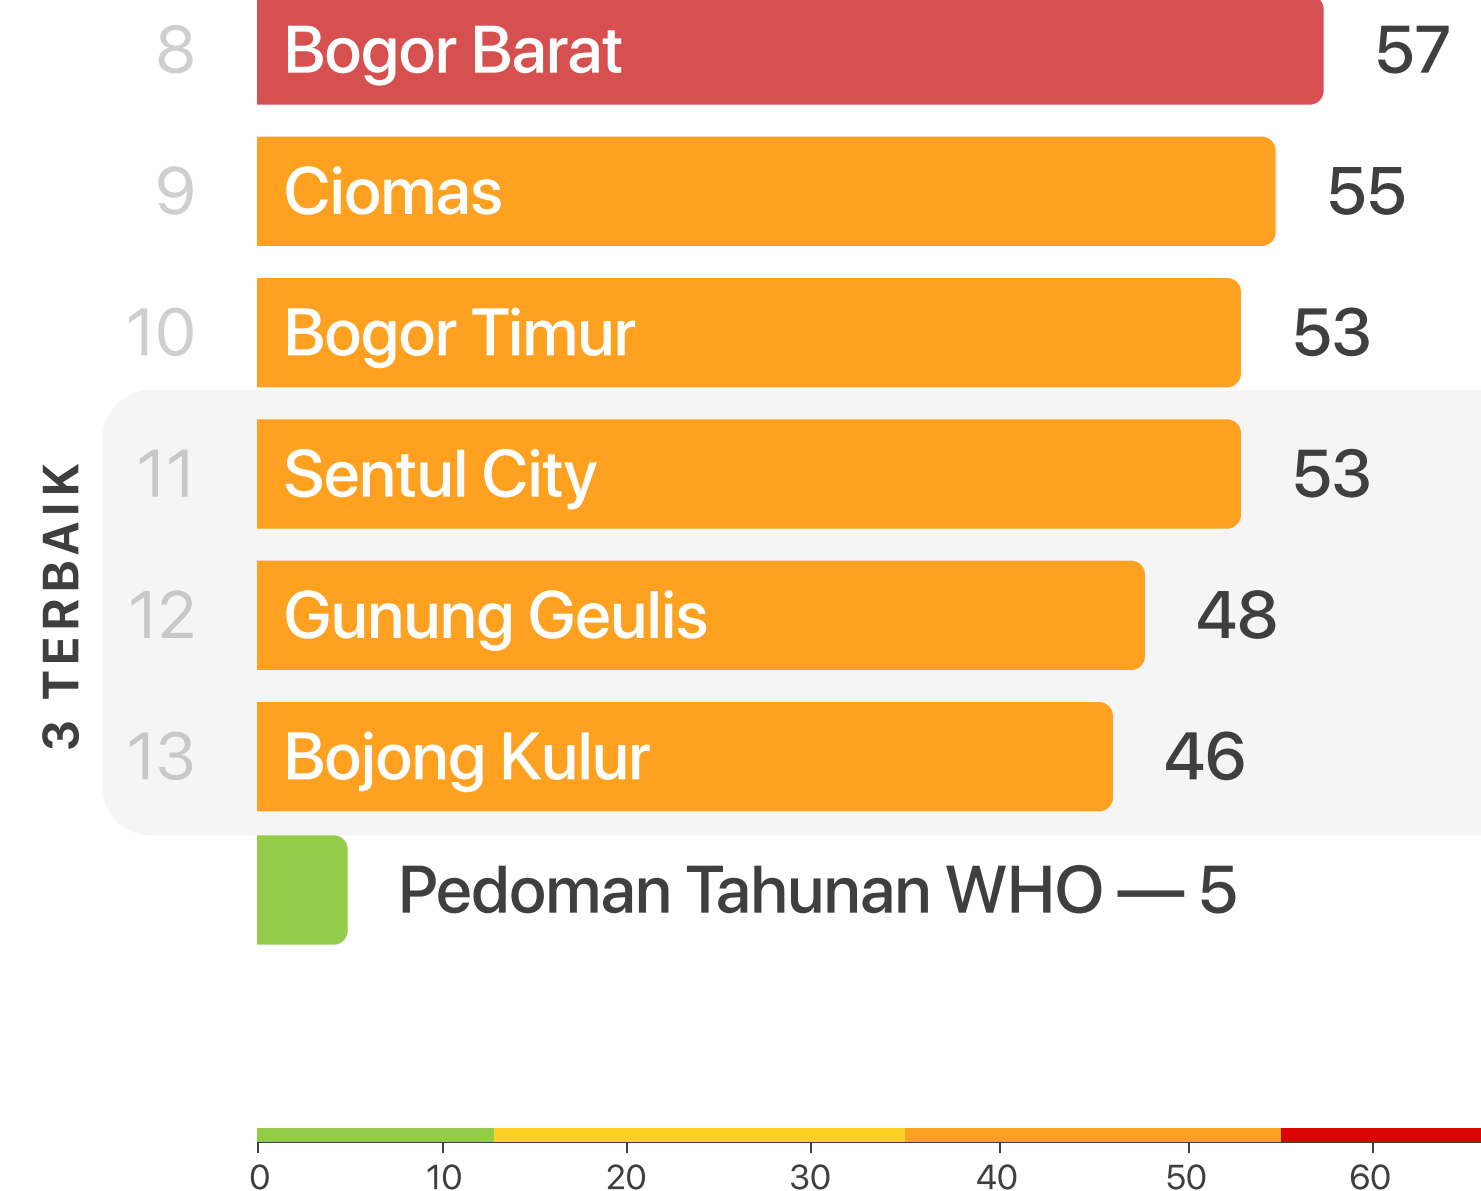 8 Bogor Barat 57
9 Ciomas 55
10 Bogor Timur 53
3 TERBAIK
11 Sentul City 53
12 Gunung Geulis 48
13 Bojong Kulur 46
Pedoman Tahunan WHO — 5
0 10 20 30 40 50 60